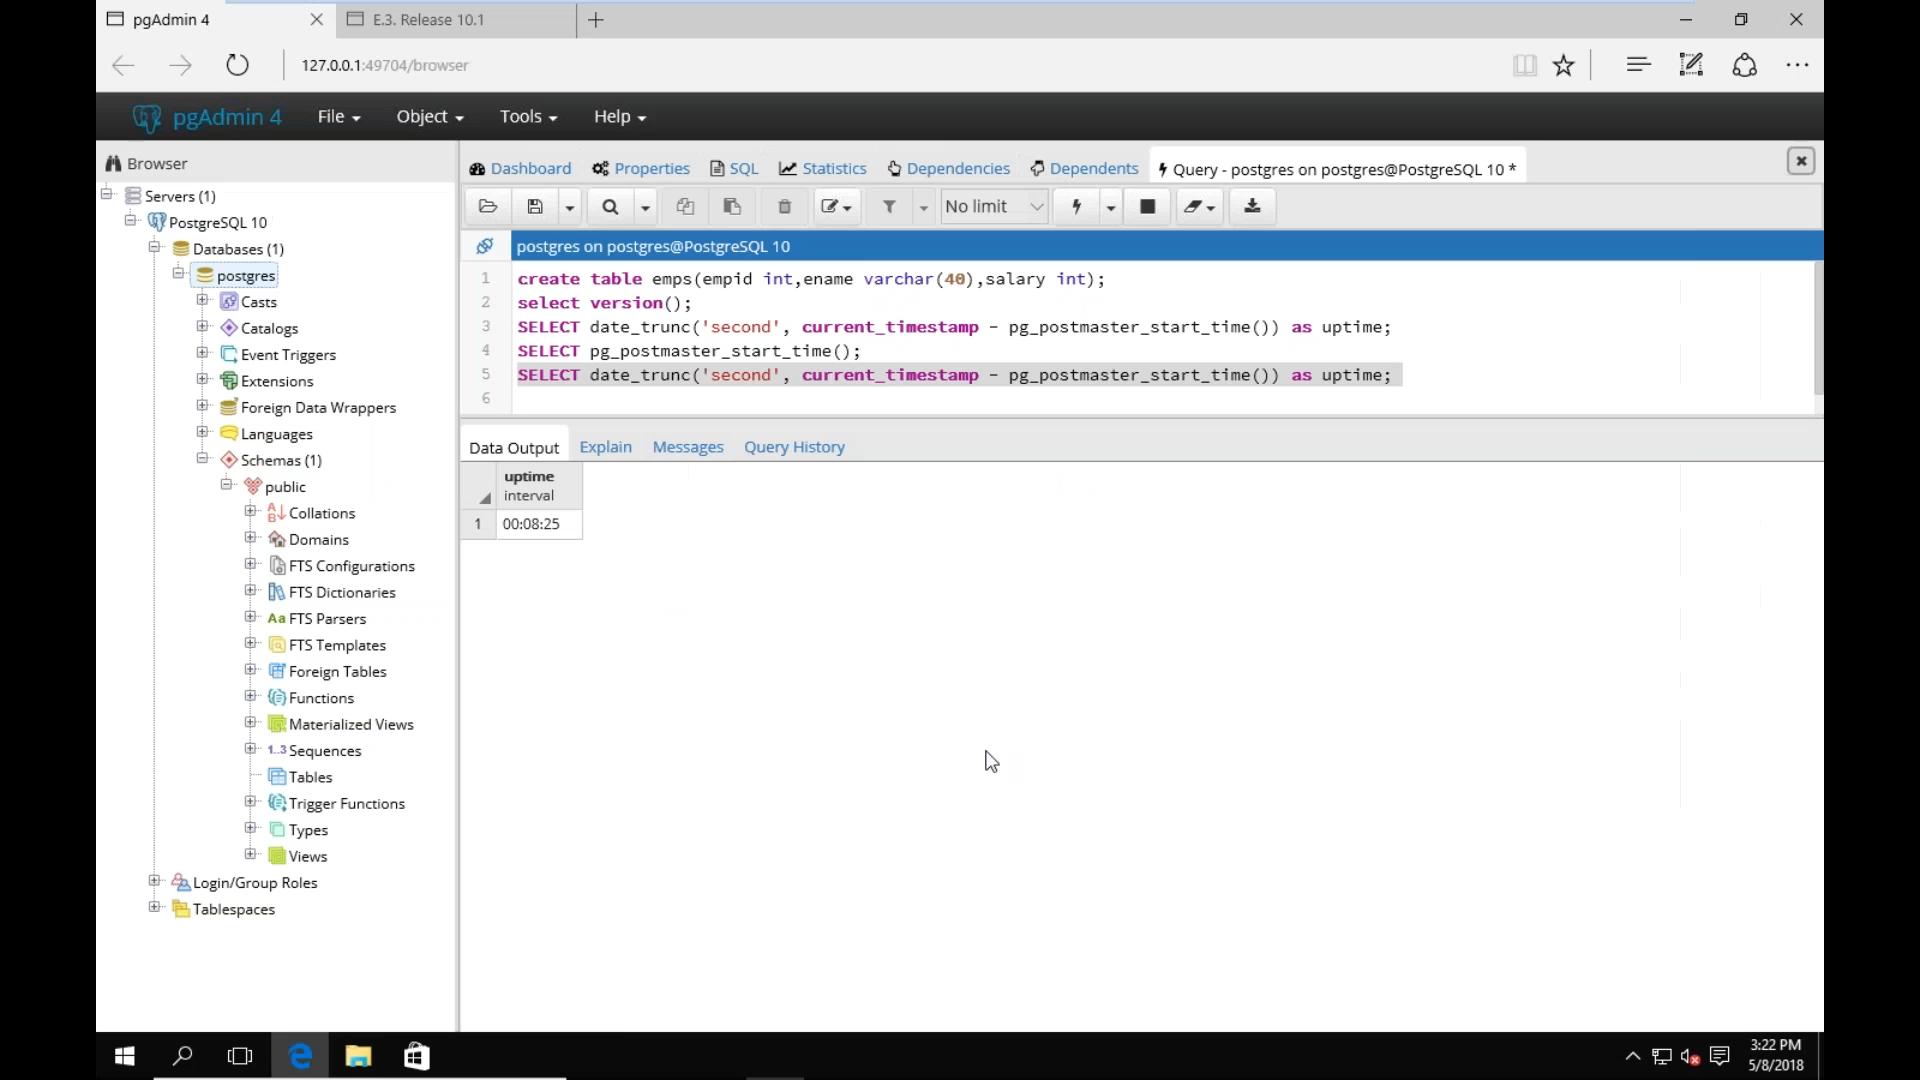 pgAdmin 4
E.3. Release 10.1
127.0.0.1:49704/browser
pgAdmin 4 File Object Tools Help
Browser
Servers (1)
PostgreSQL 10
Databases (1)
postgres
Casts
Catalogs
Event Triggers
Extensions
Foreign Data Wrappers
Languages
Schemas (1)
public
Collations
Domains
FTS Configurations
FTS Dictionaries
Aa FTS Parsers
FTS Templates
Foreign Tables
Functions
Materialized Views
1..3 Sequences
Tables
Trigger Functions
Types
Views
Login/Group Roles
Tablespaces
Dashboard Properties SQL Statistics Dependencies Dependents Query - postgres on postgres@PostgreSQL 10 *
No limit
postgres on postgres@PostgreSQL 10
1 create table emps(empid int,ename varchar(40),salary int);
2 select version();
3 SELECT date_trunc('second', current_timestamp - pg_postmaster_start_time()) as uptime;
4 SELECT pg_postmaster_start_time();
5 SELECT date_trunc('second', current_timestamp - pg_postmaster_start_time()) as uptime;
6
Data Output Explain Messages Query History
uptime
interval
1 00:08:25
3:22 PM
5/8/2018